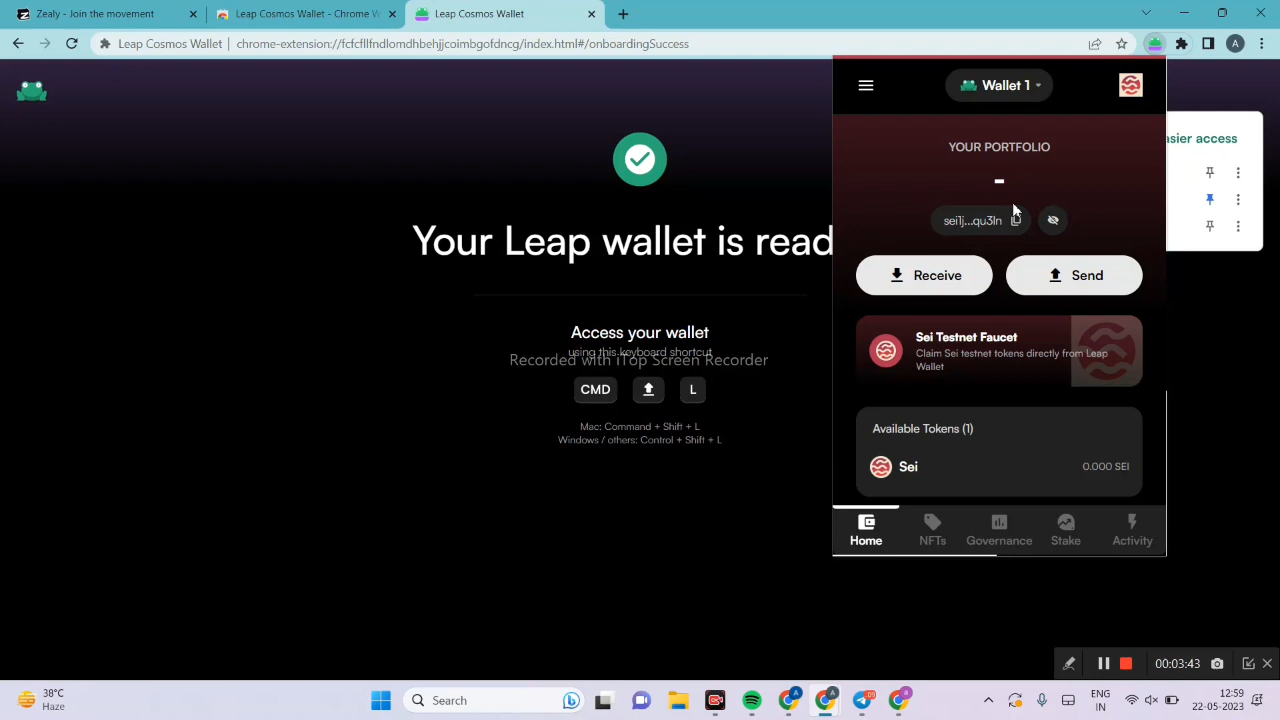 Zealy - Join the movement
Leap Cosmos Wallet - Chrome W
Leap Cosmos Wallet
Leap Cosmos Wallet | chrome-extension://fcfcfllfndlomdhbehjjcoimbgofdncg/index.html#/onboardingSuccess
A
Wallet 1
asier access
YOUR PORTFOLIO
-
sei1j...qu3ln
Your Leap wallet is read
Receive
Send
Access your wallet
using this keyboard shortcut
Recorded with iTop Screen Recorder
Sei Testnet Faucet
Claim Sei testnet tokens directly from Leap
Wallet
CMD
L
Mac: Command + Shift + L
Windows / others: Control + Shift + L
Available Tokens (1)
Sei
0.000 SEI
Home
NFTs
Governance
Stake
Activity
00:03:43
38°C
Haze
Search
ENG
IN
12:59
22-05-2023